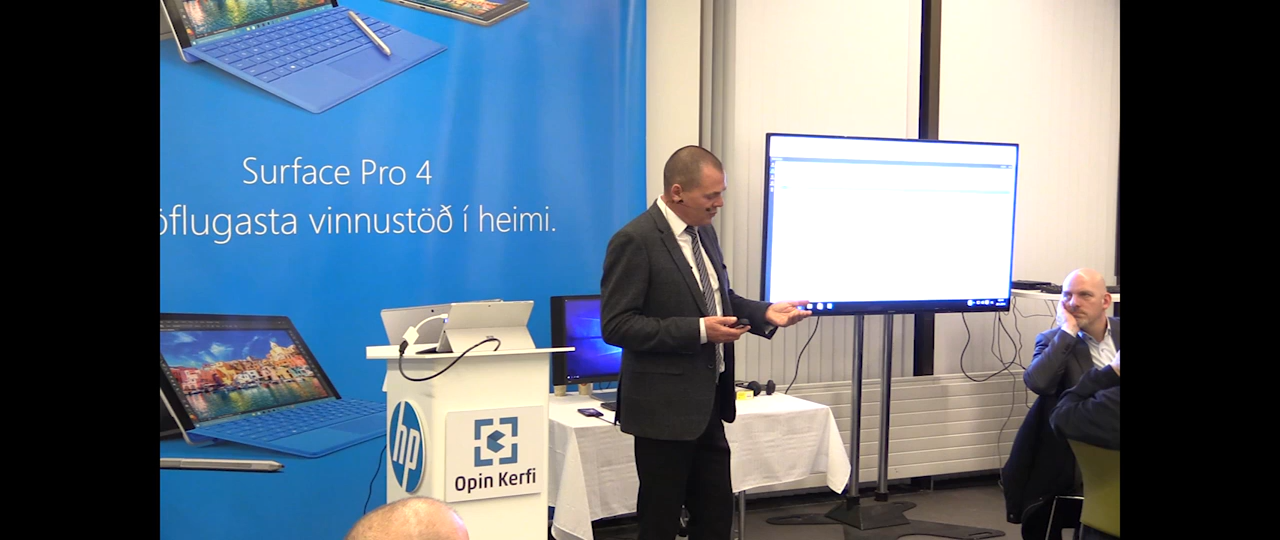 Surface Pro 4
öflugasta vinnustöð í heimi.
hp
Opin Kerfi